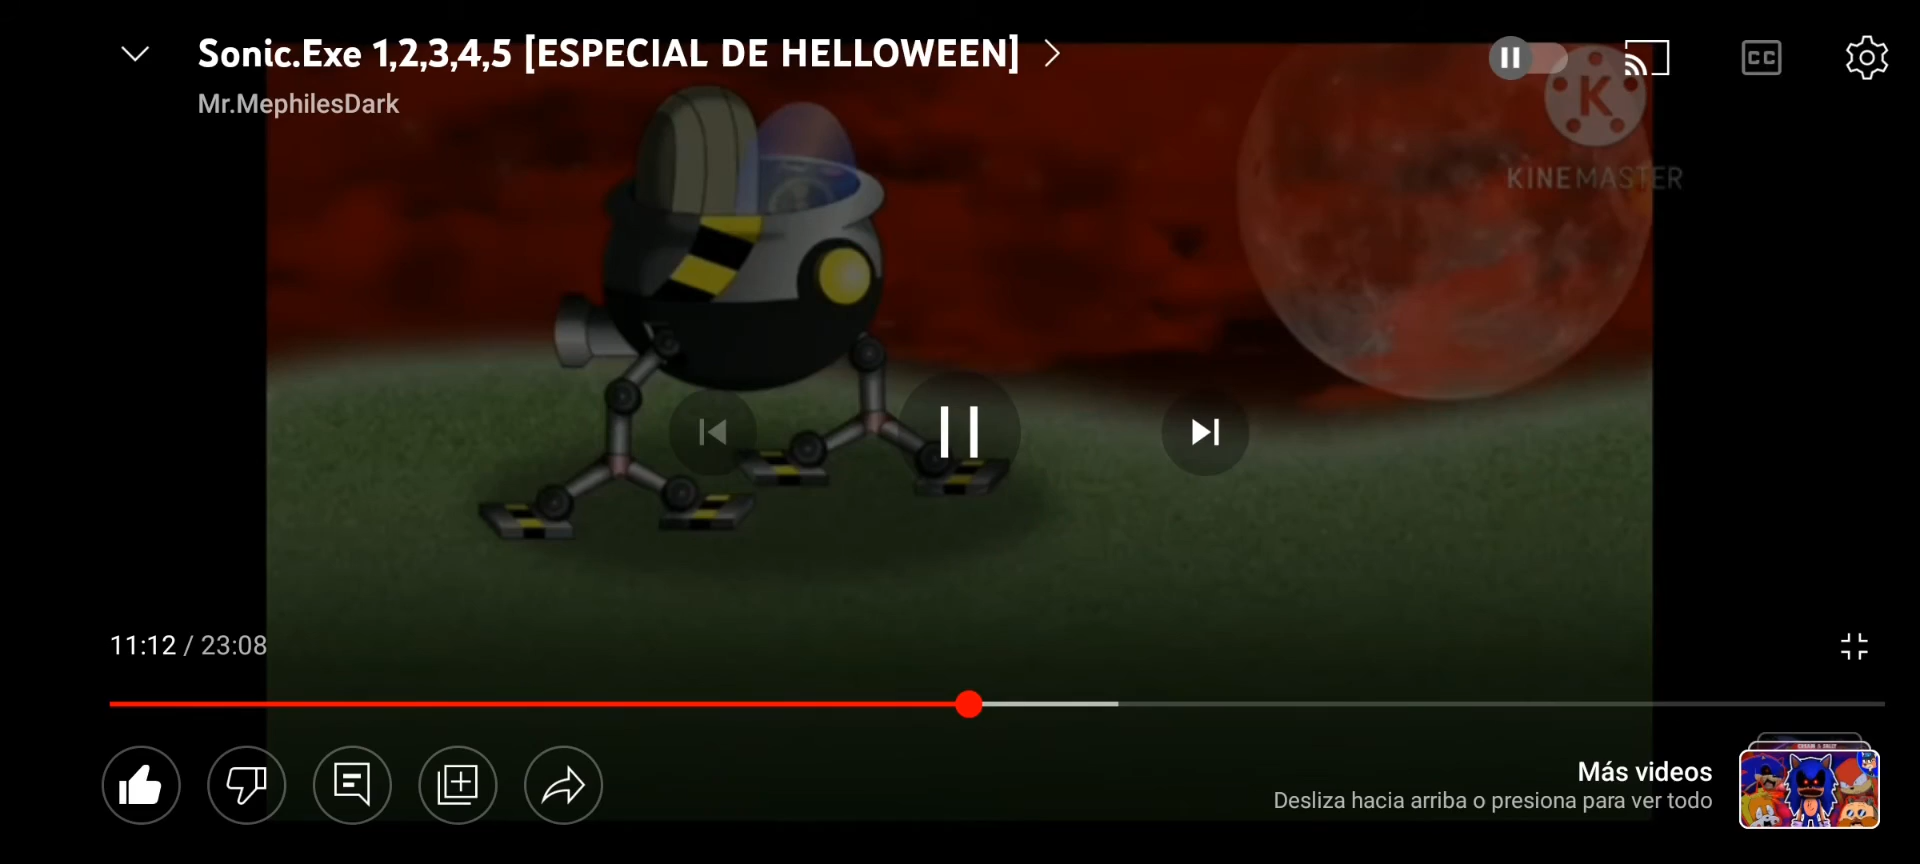 Sonic.Exe 1,2,3,4,5 [ESPECIAL DE HELLOWEEN]
Mr.MephilesDark
K
KINEMASTER
CC
11:12 / 23:08
Más videos
Desliza hacia arriba o presiona para ver todo